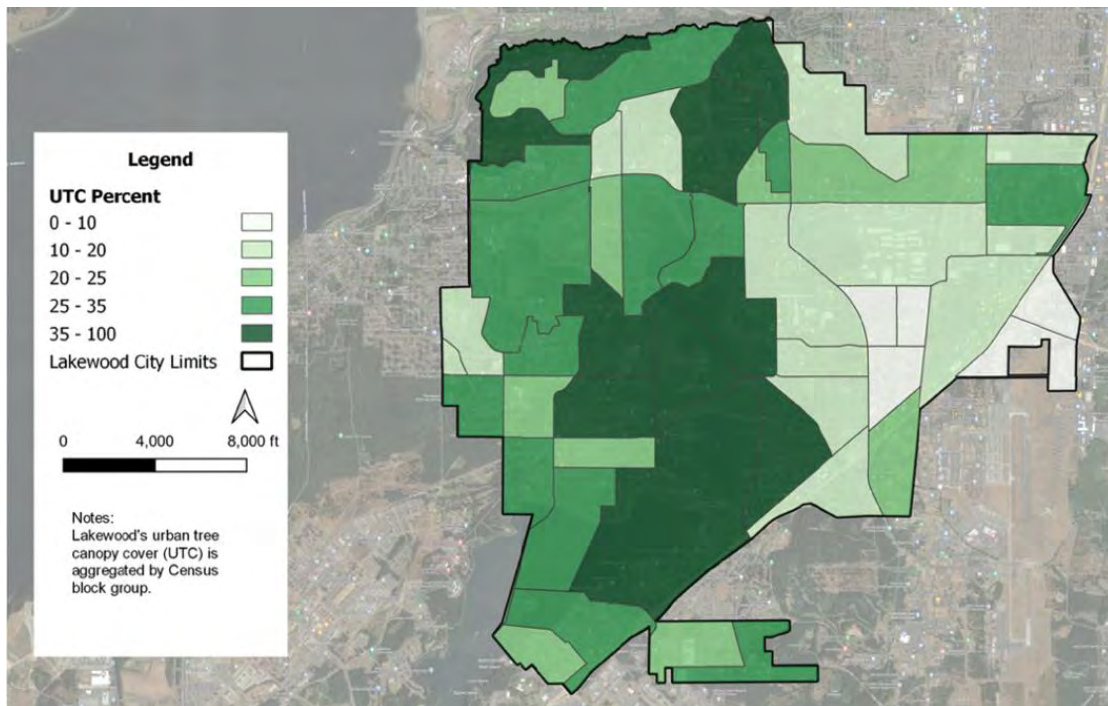 Legend
UTC Percent
0 - 10
10 - 20
20 - 25
25 - 35
35 - 100
Lakewood City Limits
0 4,000 8,000 ft
Notes:
Lakewood's urban tree
canopy cover (UTC) is
aggregated by Census
block group.